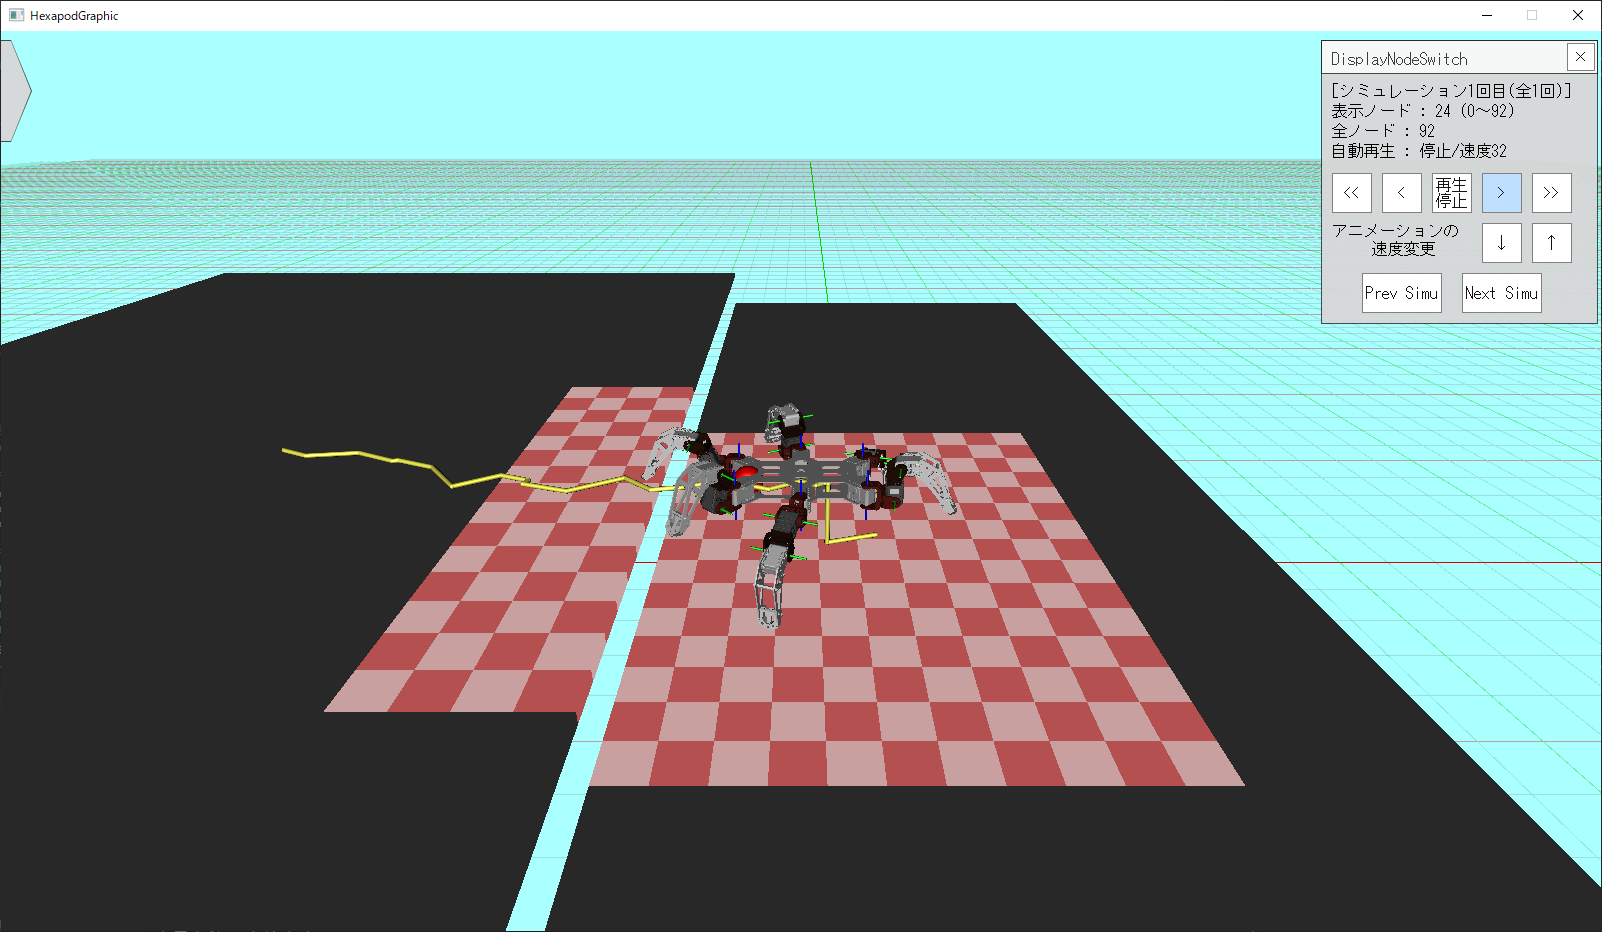 HexapodGraphic
DisplayNodeSwitch
[シミュレーション1回目(全1回)]
表示ノード : 24 (0～92)
全ノード : 92
自動再生 : 停止/速度32
<< < 再生 > >>
停止
アニメーションの ↓ ↑
速度変更
Prev Simu Next Simu